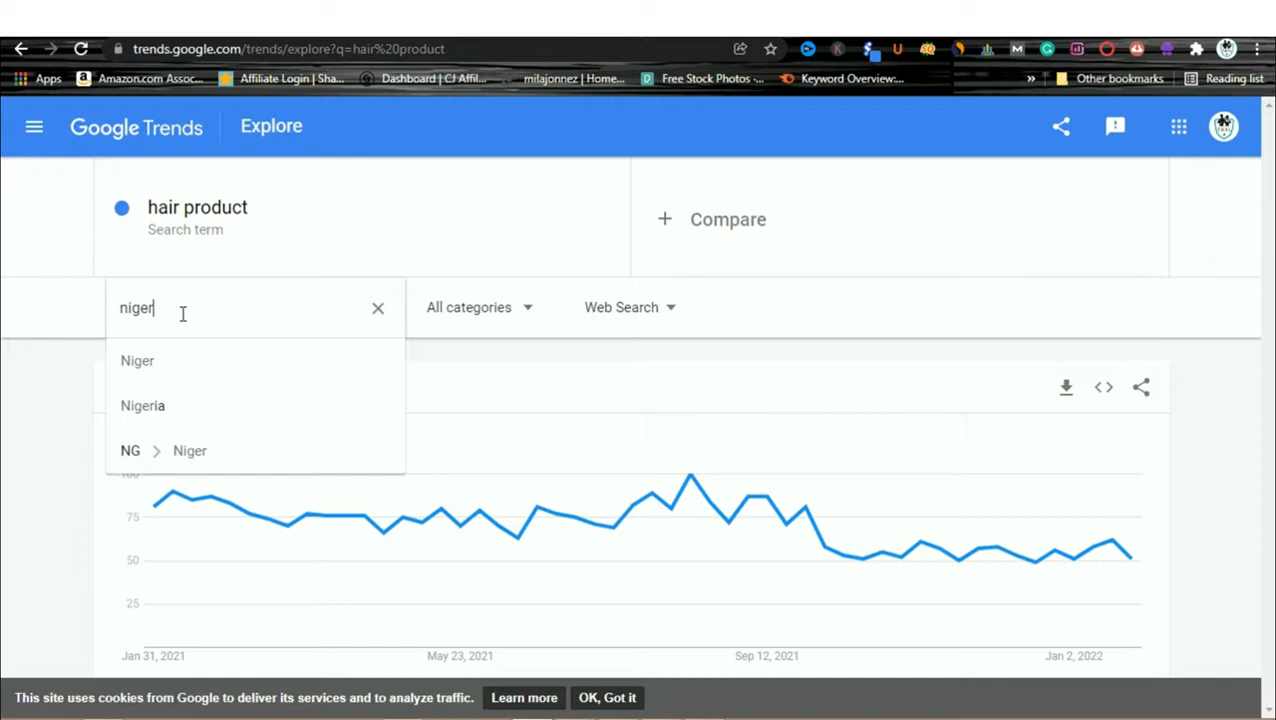 trends.google.com/trends/explore?q=hair%20product
Apps
Amazon.com Assoc...
Affiliate Login | Sha...
Dashboard | CJ Affil...
milajonnez | Home...
Free Stock Photos -...
Keyword Overview:...
»
Other bookmarks
Reading list
Google Trends
Explore
hair product
Search term
+ Compare
niger
All categories
Web Search
Niger
Nigeria
NG > Niger
100
75
50
25
Jan 31, 2021
May 23, 2021
Sep 12, 2021
Jan 2, 2022
This site uses cookies from Google to deliver its services and to analyze traffic.
Learn more
OK, Got it